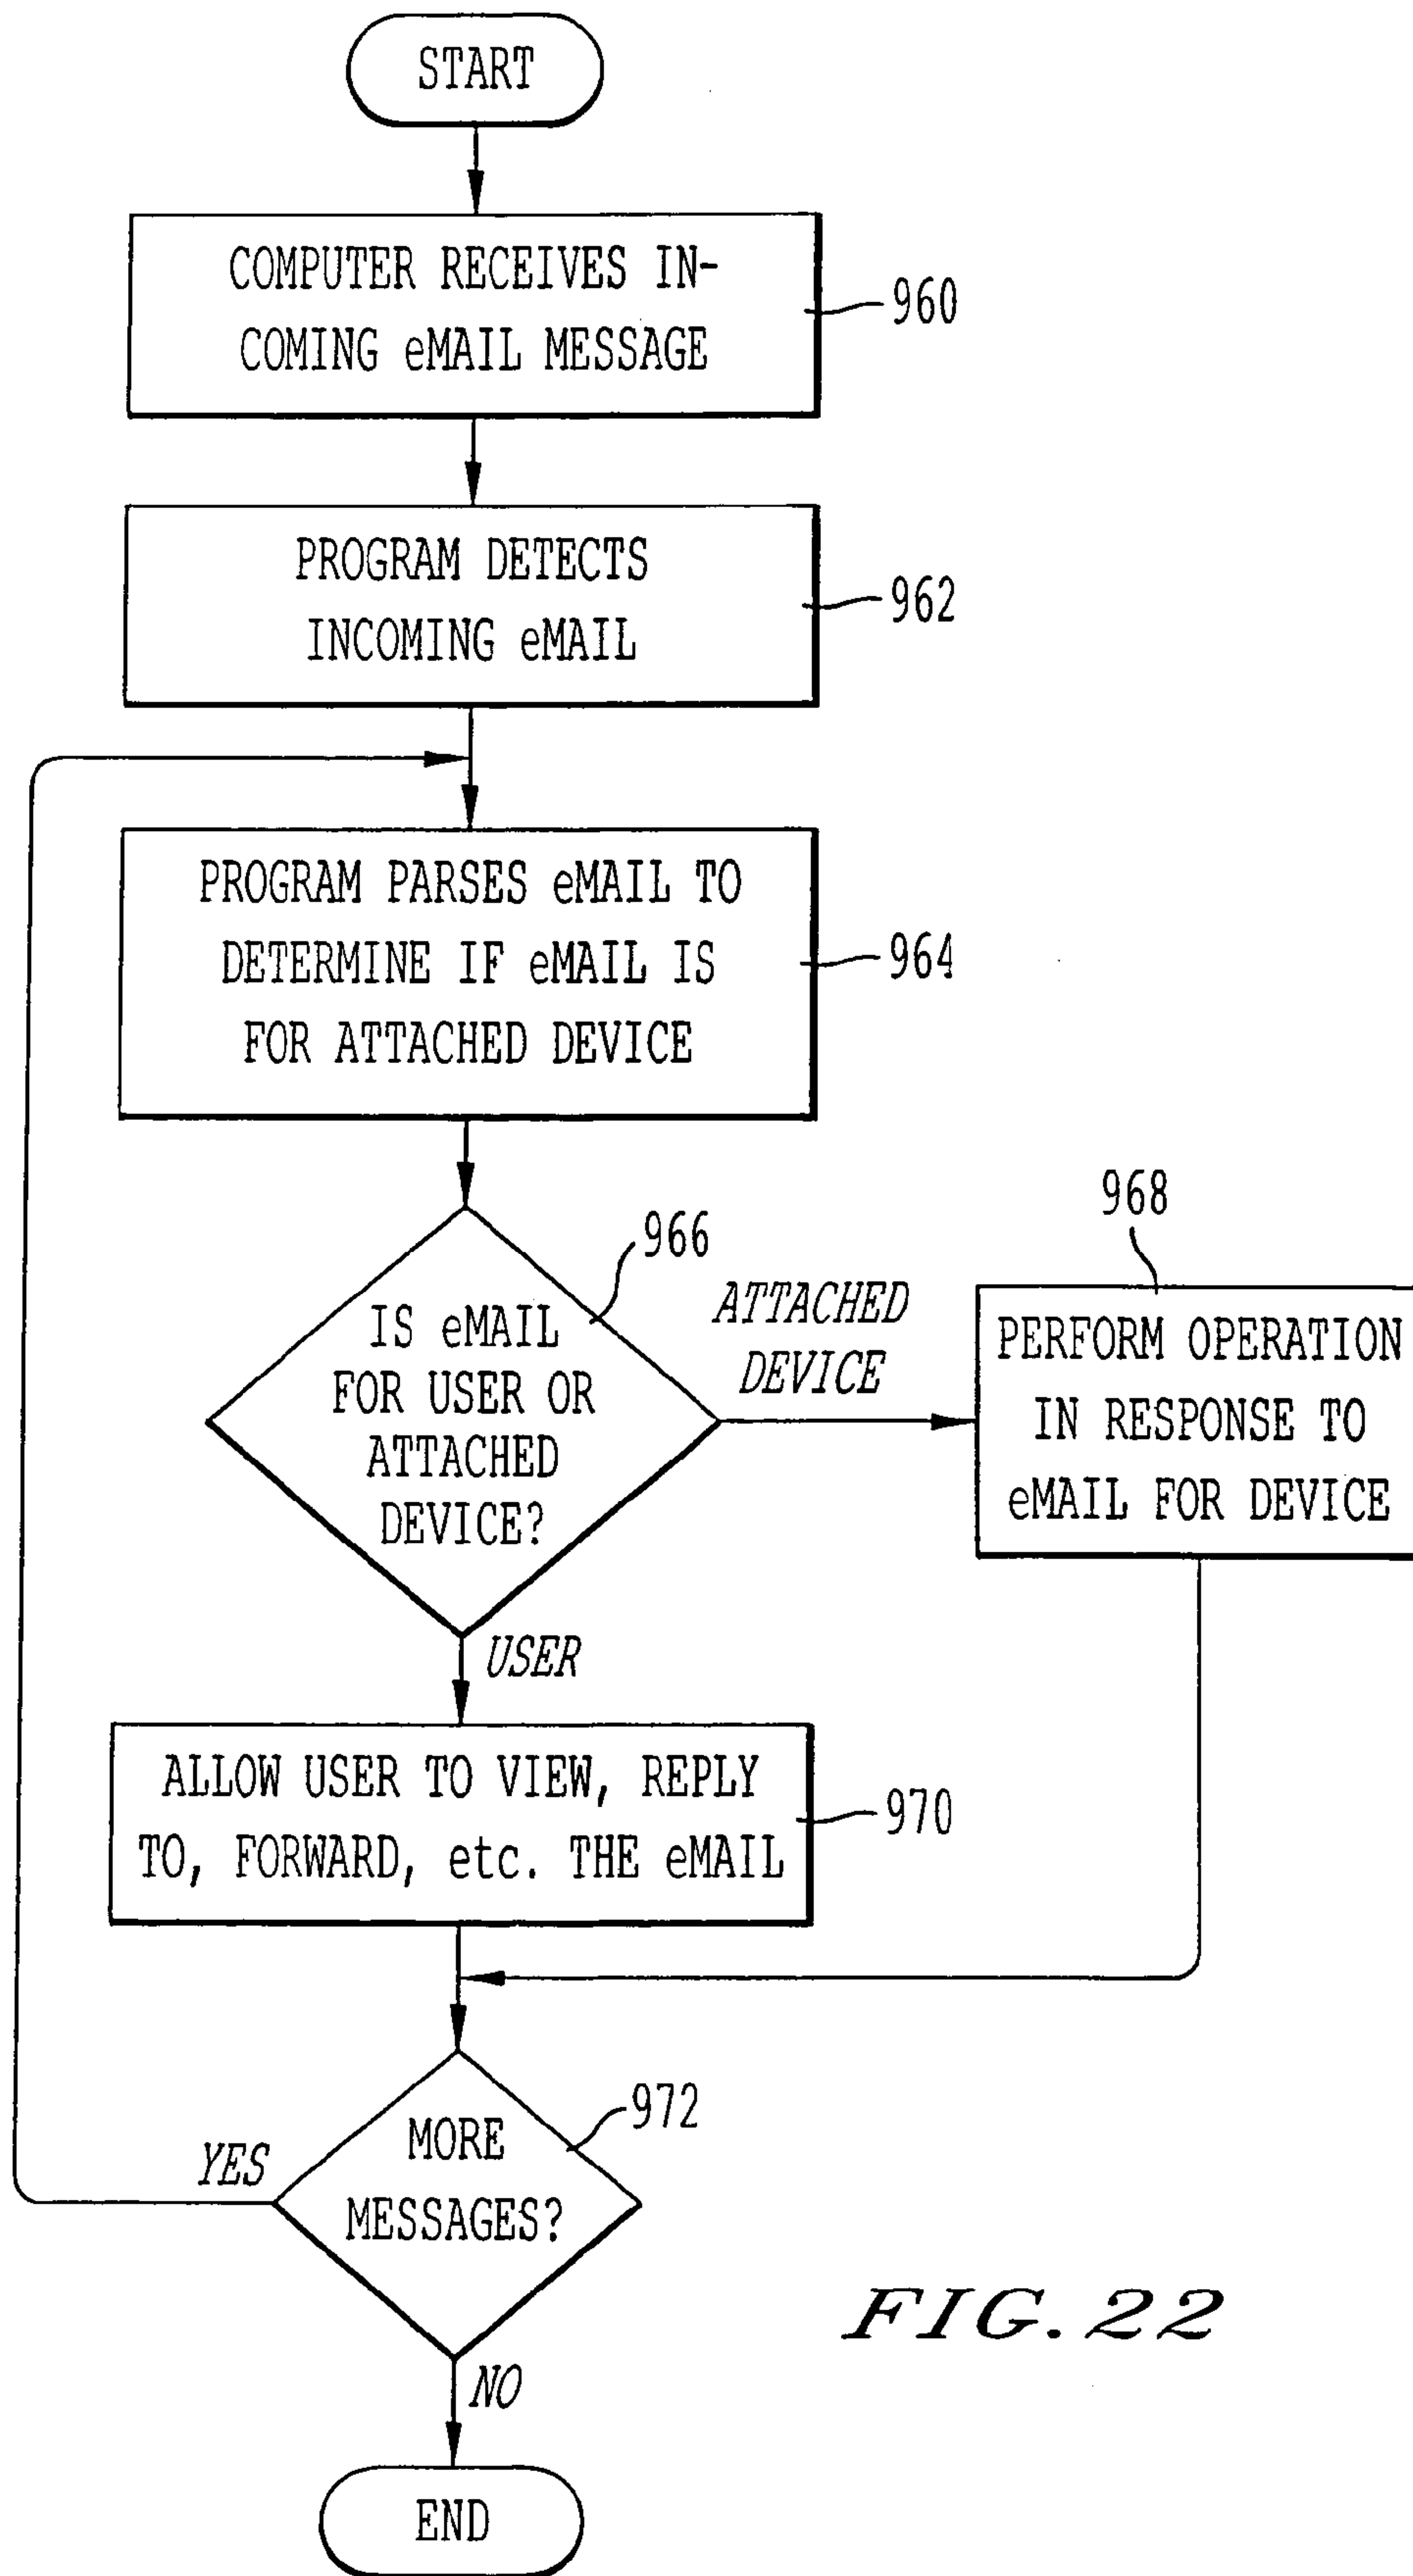 START
COMPUTER RECEIVES IN-
COMING eMAIL MESSAGE
960
PROGRAM DETECTS
INCOMING eMAIL
962
PROGRAM PARSES eMAIL TO
DETERMINE IF eMAIL IS
FOR ATTACHED DEVICE
964
IS eMAIL
FOR USER OR
ATTACHED
DEVICE?
966
ATTACHED
DEVICE
968
PERFORM OPERATION
IN RESPONSE TO
eMAIL FOR DEVICE
USER
ALLOW USER TO VIEW, REPLY
TO, FORWARD, etc. THE eMAIL
970
MORE
MESSAGES?
972
YES
NO
END
FIG. 22